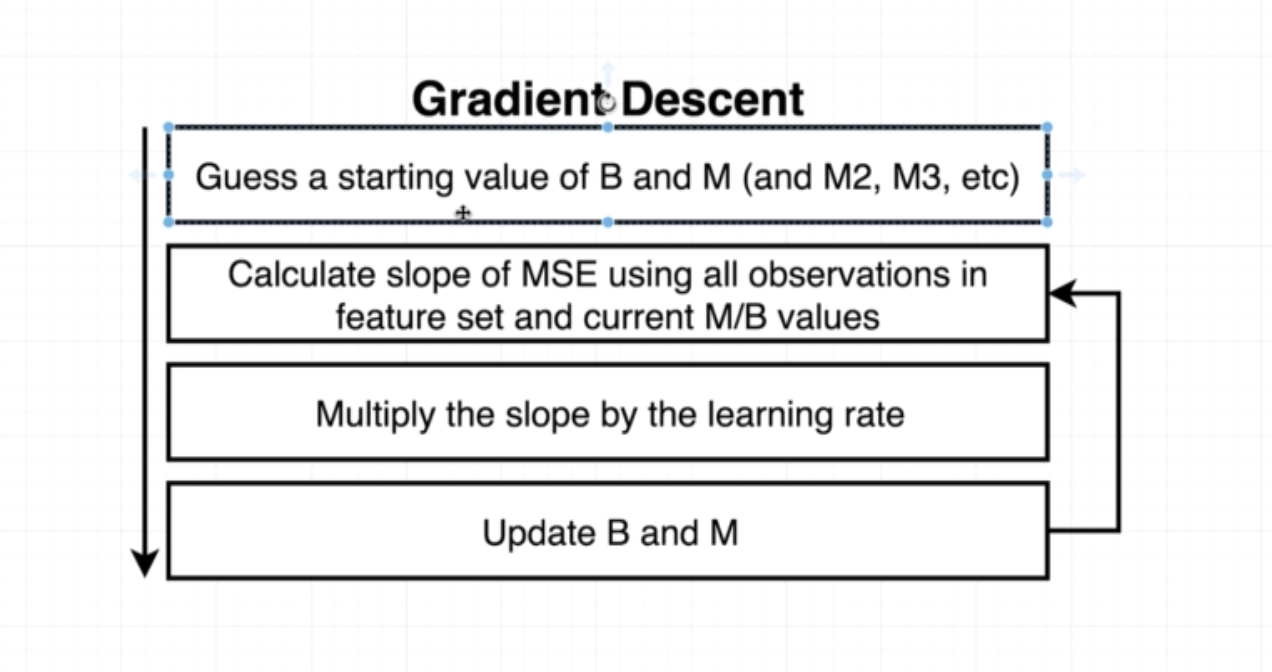 Gradient Descent
Guess a starting value of B and M (and M2, M3, etc)
Calculate slope of MSE using all observations in
feature set and current M/B values
Multiply the slope by the learning rate
Update B and M